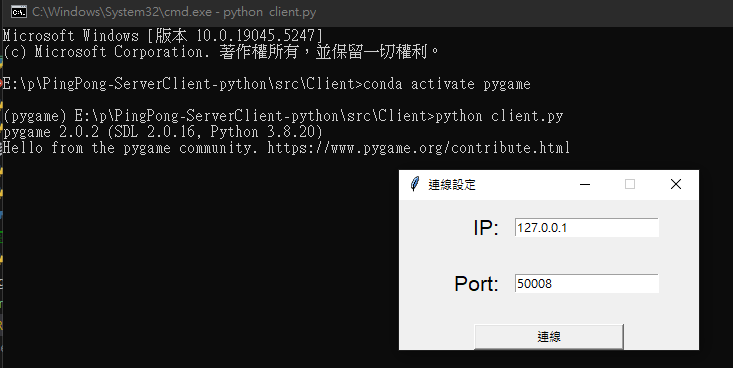 C:\Windows\System32\cmd.exe - python  client.py
Microsoft Windows [版本 10.0.19045.5247]
(c) Microsoft Corporation. 著作權所有，並保留一切權利。
E:\p\PingPong-ServerClient-python\src\Client>conda activate pygame
(pygame) E:\p\PingPong-ServerClient-python\src\Client>python client.py
pygame 2.0.2 (SDL 2.0.16, Python 3.8.20)
Hello from the pygame community. https://www.pygame.org/contribute.html
連線設定
IP: 127.0.0.1
Port: 50008
連線